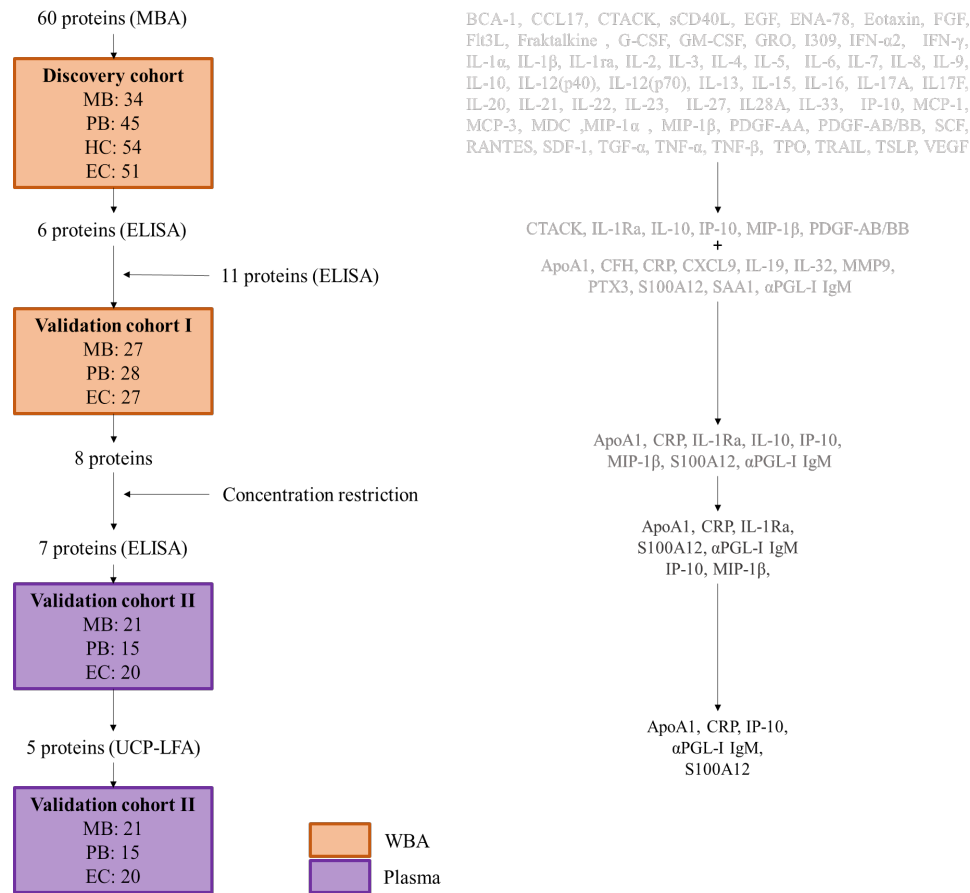 60 proteins (MBA)
Discovery cohort
MB: 34
PB: 45
HC: 54
EC: 51
6 proteins (ELISA)
11 proteins (ELISA)
Validation cohort I
MB: 27
PB: 28
EC: 27
8 proteins
Concentration restriction
7 proteins (ELISA)
Validation cohort II
MB: 21
PB: 15
EC: 20
5 proteins (UCP-LFA)
Validation cohort II
MB: 21
PB: 15
EC: 20
WBA
Plasma
BCA-1, CCL17, CTACK, sCD40L, EGF, ENA-78, Eotaxin, FGF,
Flt3L, Fraktalkine , G-CSF, GM-CSF, GRO, I309, IFN-α2, IFN-γ,
IL-1α, IL-1β, IL-1ra, IL-2, IL-3, IL-4, IL-5, IL-6, IL-7, IL-8, IL-9,
IL-10, IL-12(p40), IL-12(p70), IL-13, IL-15, IL-16, IL-17A, IL17F,
IL-20, IL-21, IL-22, IL-23, IL-27, IL28A, IL-33, IP-10, MCP-1,
MCP-3, MDC ,MIP-1α , MIP-1β, PDGF-AA, PDGF-AB/BB, SCF,
RANTES, SDF-1, TGF-α, TNF-α, TNF-β, TPO, TRAIL, TSLP, VEGF
CTACK, IL-1Ra, IL-10, IP-10, MIP-1β, PDGF-AB/BB
+
ApoA1, CFH, CRP, CXCL9, IL-19, IL-32, MMP9,
PTX3, S100A12, SAA1, αPGL-I IgM
ApoA1, CRP, IL-1Ra, IL-10, IP-10,
MIP-1β, S100A12, αPGL-I IgM
ApoA1, CRP, IL-1Ra,
S100A12, αPGL-I IgM
IP-10, MIP-1β,
ApoA1, CRP, IP-10,
αPGL-I IgM,
S100A12